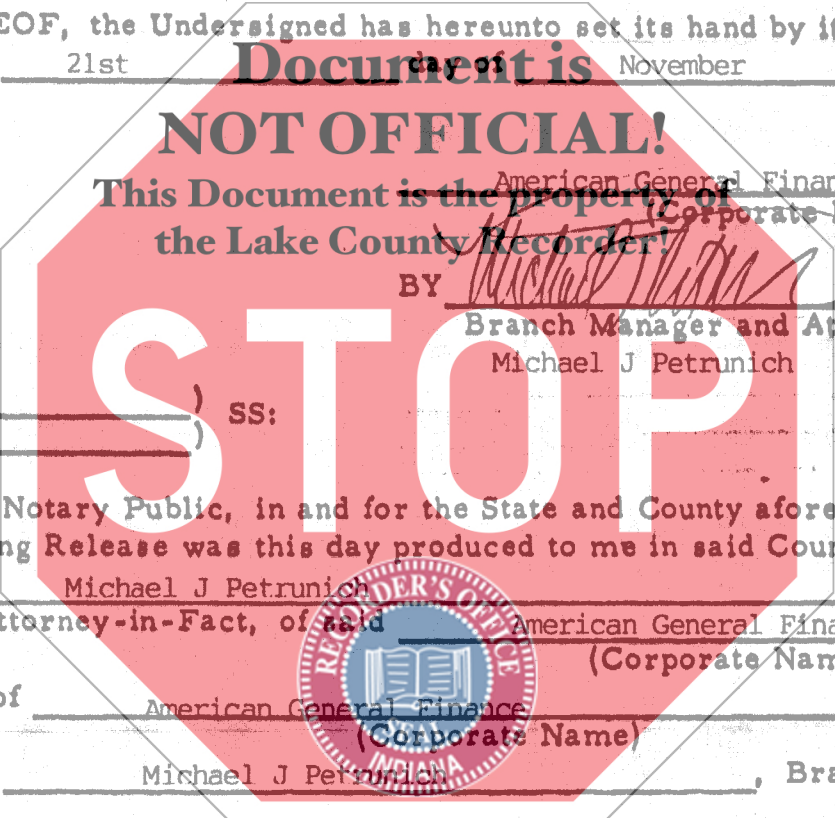 EOF, the Undersigned has hereunto set its hand by i
21st day of November
Document is
NOT OFFICIAL!
This Document is the property of
the Lake County Recorder!
American General Finan
(Corporate
BY
Branch Manager and A
Michael J Petrunich
STOP
) SS:
)
Notary Public, in and for the State and County afore
ng Release was this day produced to me in said Cou
Michael J Petrunich
ttorney-in-Fact, of said American General Fina
(Corporate Nam
of American General Finance
(Corporate Name)
Michael J Petrunich, Bra
RECORDER'S OFFICE
INDIANA